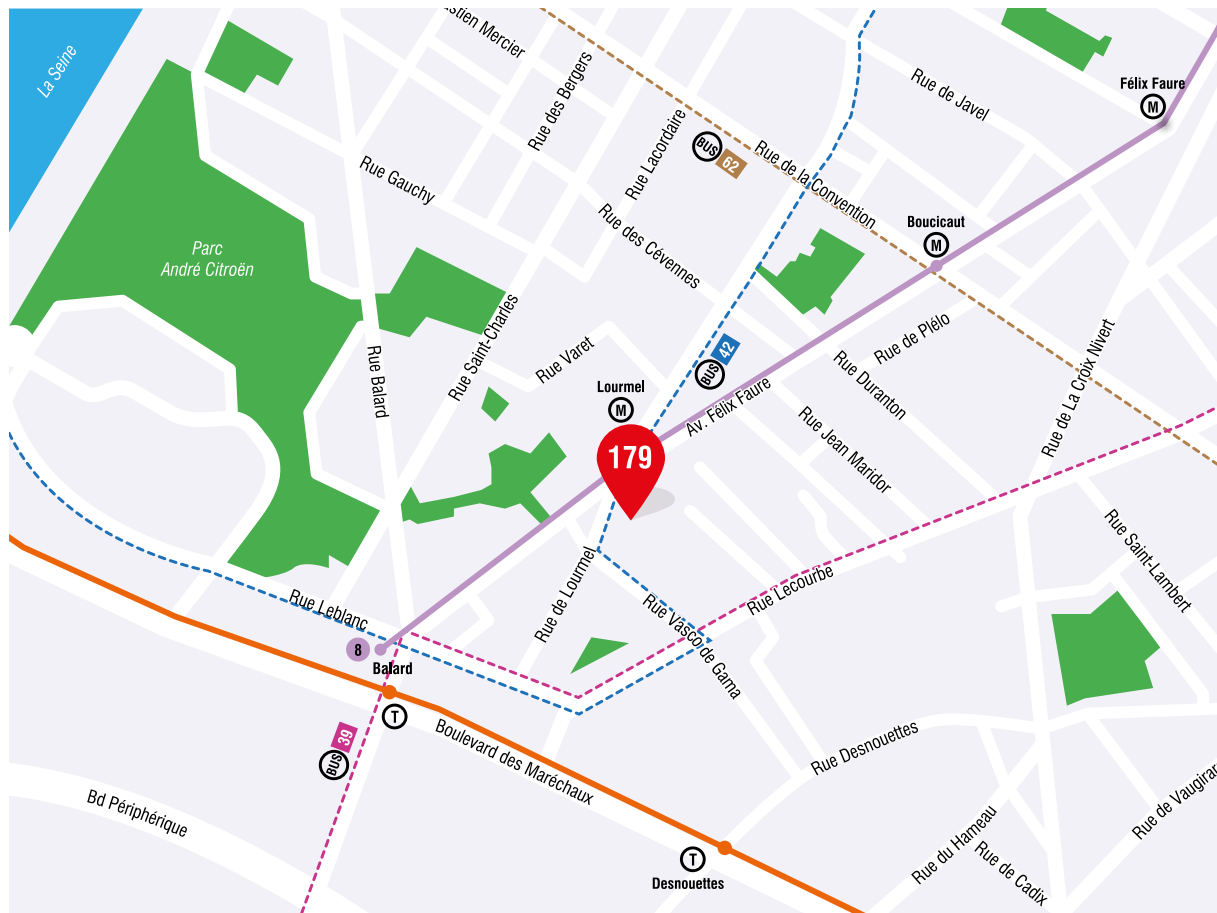 La Seine
stien Mercier
Rue des Bergers
Rue de Javel
Félix Faure
M
Rue Lacordaire
BUS 62
Rue de la Convention
Rue Gauchy
Rue des Cévennes
Boucicaut
M
Parc
André Citroën
Rue Saint-Charles
Rue Balard
Rue Varet
BUS 42
Rue de Plélo
Rue Duranton
Rue de La Croix Nivert
Lourmel
M
Av. Félix Faure
Rue Jean Maridor
179
Rue Saint-Lambert
Rue Leblanc
Rue de Lourmel
Rue Vasco de Gama
Rue Lecourbe
8
Balard
T
BUS 39
Boulevard des Maréchaux
Rue Desnouettes
Bd Périphérique
T
Desnouettes
Rue du Hameau
Rue de Cadix
Rue de Vaugirar